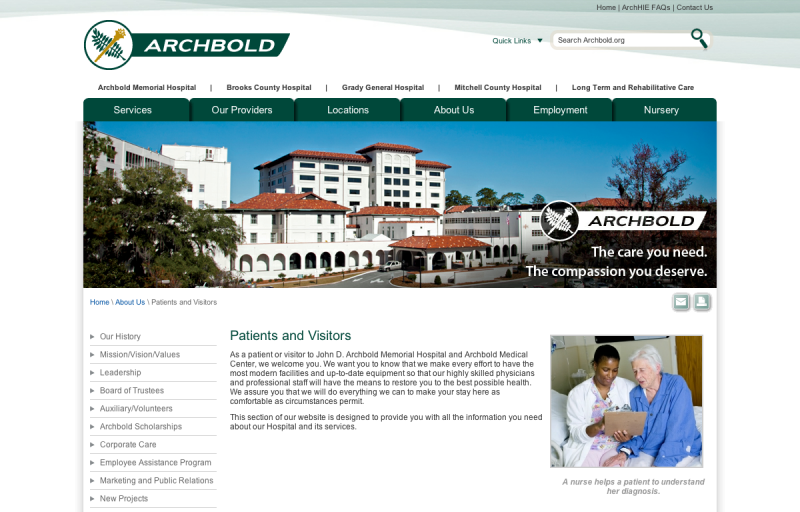 Home | ArchHIE FAQs | Contact Us
ARCHBOLD
Quick Links
Search Archbold.org
Archbold Memorial Hospital | Brooks County Hospital | Grady General Hospital | Mitchell County Hospital | Long Term and Rehabilitative Care
Services Our Providers Locations About Us Employment Nursery
ARCHBOLD
The care you need.
The compassion you deserve.
Home \ About Us \ Patients and Visitors
Our History
Mission/Vision/Values
Leadership
Board of Trustees
Auxiliary/Volunteers
Archbold Scholarships
Corporate Care
Employee Assistance Program
Marketing and Public Relations
New Projects
Patients and Visitors
As a patient or visitor to John D. Archbold Memorial Hospital and Archbold Medical
Center, we welcome you. We want you to know that we make every effort to have the
most modern facilities and up-to-date equipment so that our highly skilled physicians
and professional staff will have the means to restore you to the best possible health.
We assure you that we will do everything we can to make your stay here as
comfortable as circumstances permit.
This section of our website is designed to provide you with all the information you need
about our Hospital and its services.
A nurse helps a patient to understand
her diagnosis.